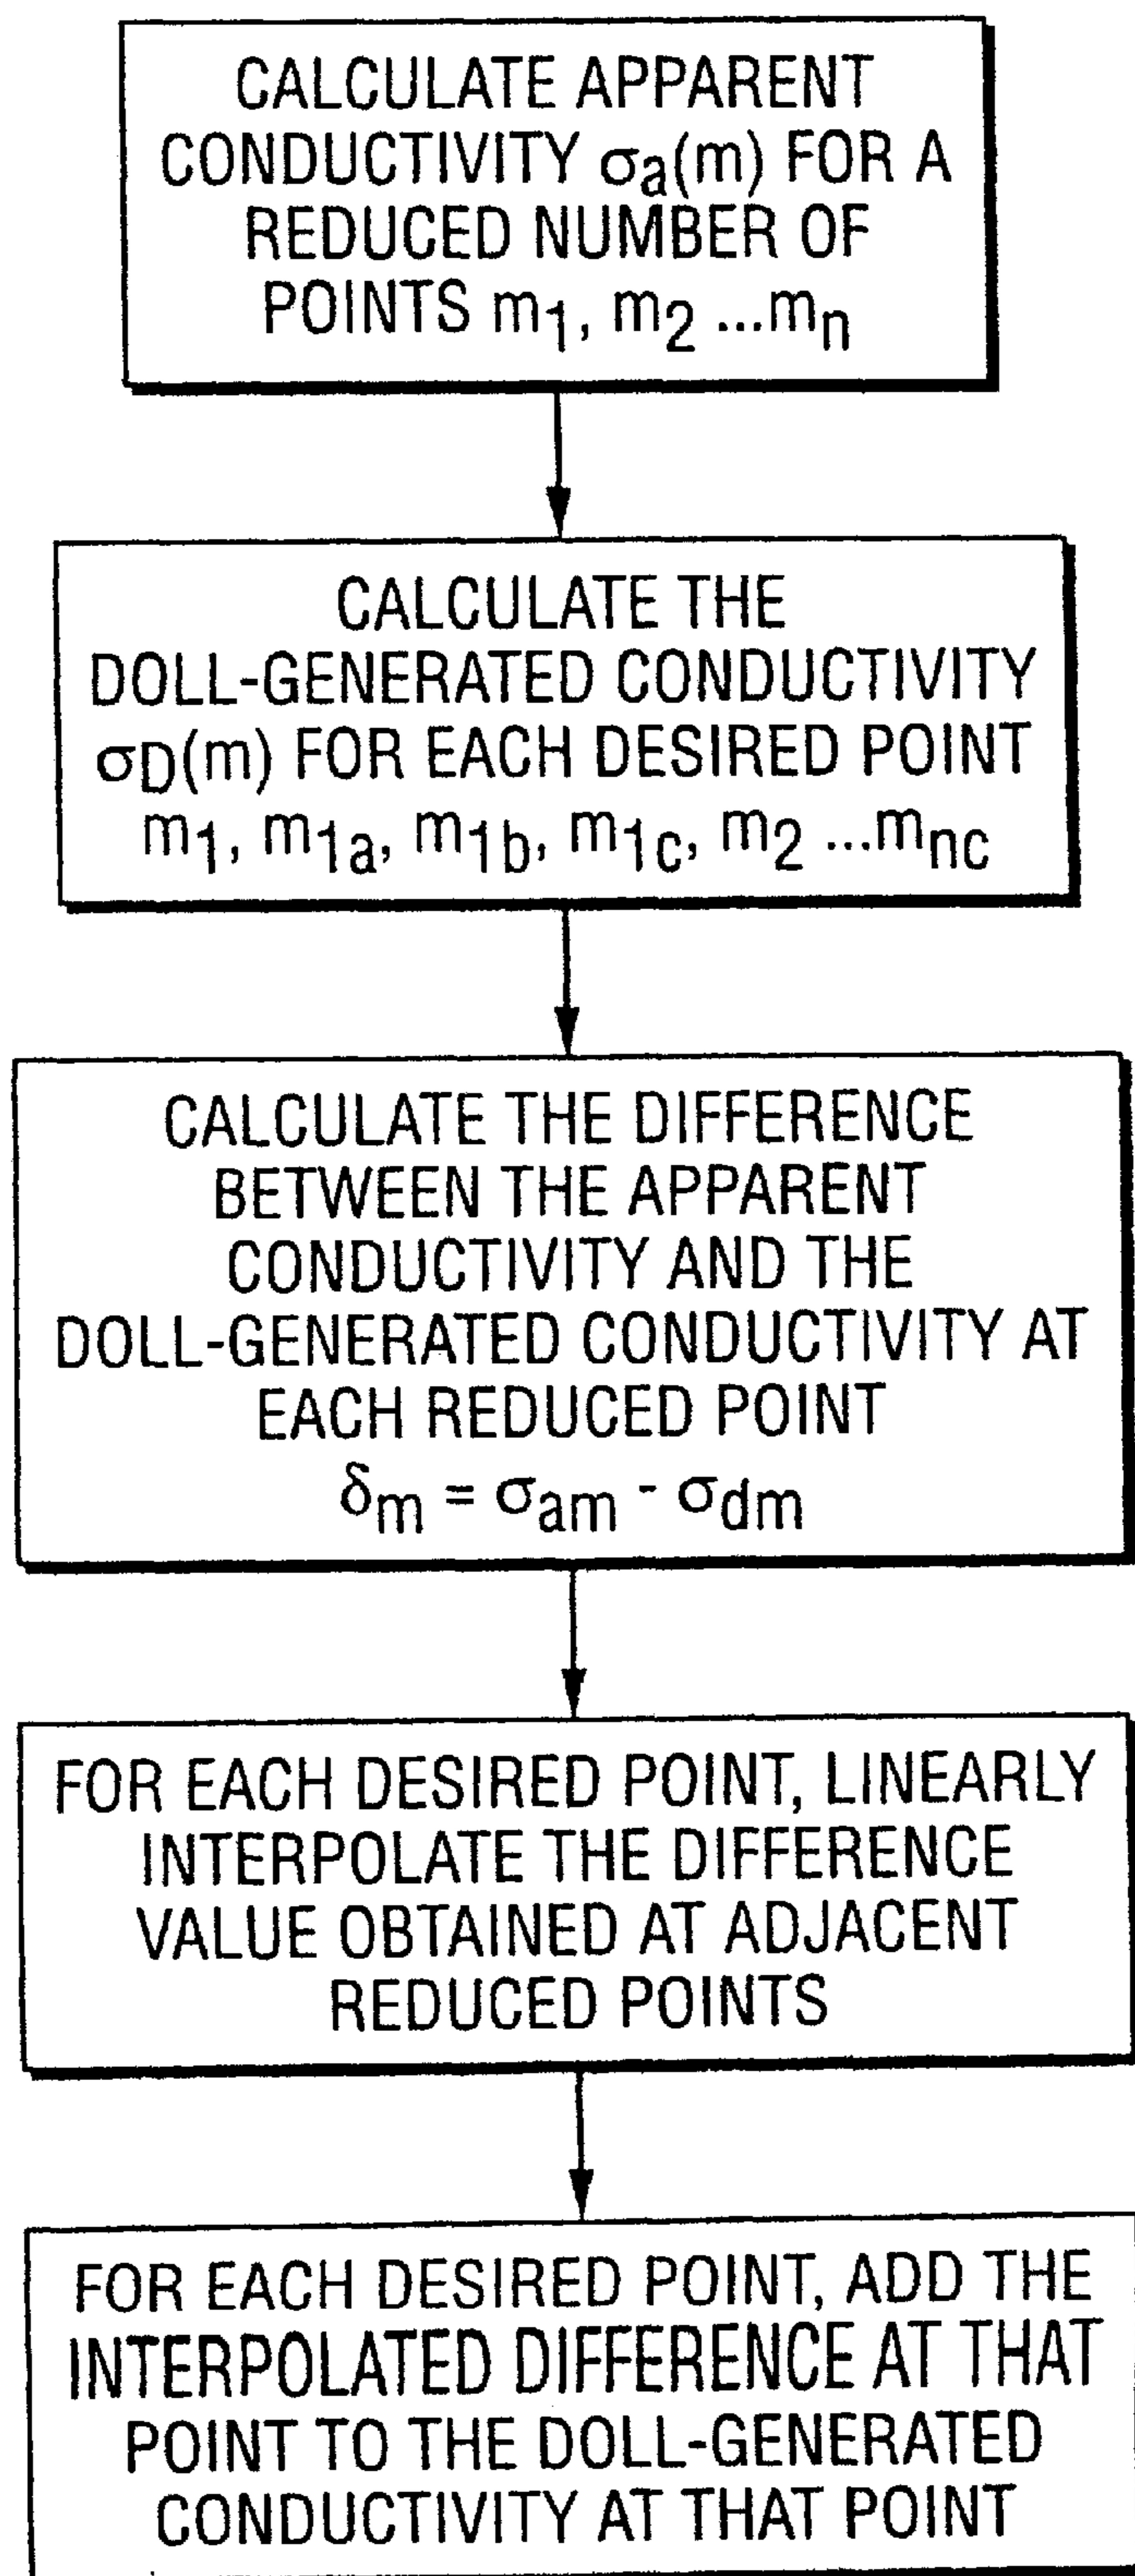 CALCULATE APPARENT
CONDUCTIVITY σa(m) FOR A
REDUCED NUMBER OF
POINTS m1, m2 ...mn
CALCULATE THE
DOLL-GENERATED CONDUCTIVITY
σD(m) FOR EACH DESIRED POINT
m1, m1a, m1b, m1c, m2 ...mnc
CALCULATE THE DIFFERENCE
BETWEEN THE APPARENT
CONDUCTIVITY AND THE
DOLL-GENERATED CONDUCTIVITY AT
EACH REDUCED POINT
δm = σam - σdm
FOR EACH DESIRED POINT, LINEARLY
INTERPOLATE THE DIFFERENCE
VALUE OBTAINED AT ADJACENT
REDUCED POINTS
FOR EACH DESIRED POINT, ADD THE
INTERPOLATED DIFFERENCE AT THAT
POINT TO THE DOLL-GENERATED
CONDUCTIVITY AT THAT POINT